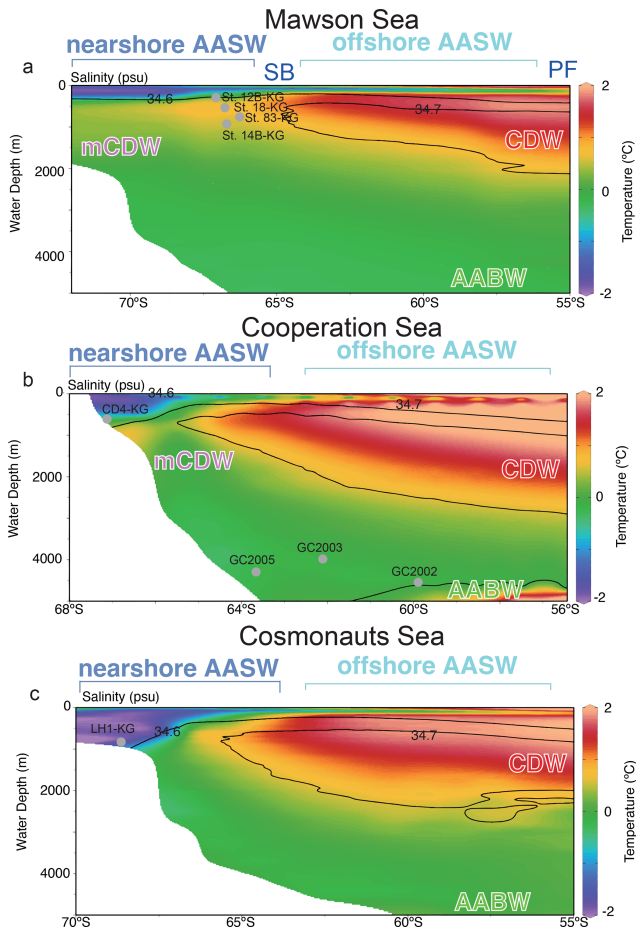 Mawson Sea
nearshore AASW
offshore AASW
SB
PF
a
Salinity (psu)
0
2000
4000
Water Depth (m)
34.6
St. 12B-KG
St. 18-KG
St. 83-KG
St. 14B-KG
34.7
mCDW
CDW
AABW
70°S
65°S
60°S
55°S
2
0
-2
Temperature (ºC)
Cooperation Sea
nearshore AASW
offshore AASW
b
Salinity (psu)
0
2000
4000
Water Depth (m)
34.6
CD4-KG
34.7
mCDW
CDW
GC2005
GC2003
GC2002
AABW
68°S
64°S
60°S
56°S
2
0
-2
Temperature (ºC)
Cosmonauts Sea
nearshore AASW
offshore AASW
c
Salinity (psu)
0
2000
4000
Water Depth (m)
LH1-KG
34.6
34.7
CDW
AABW
70°S
65°S
60°S
55°S
2
0
-2
Temperature (ºC)